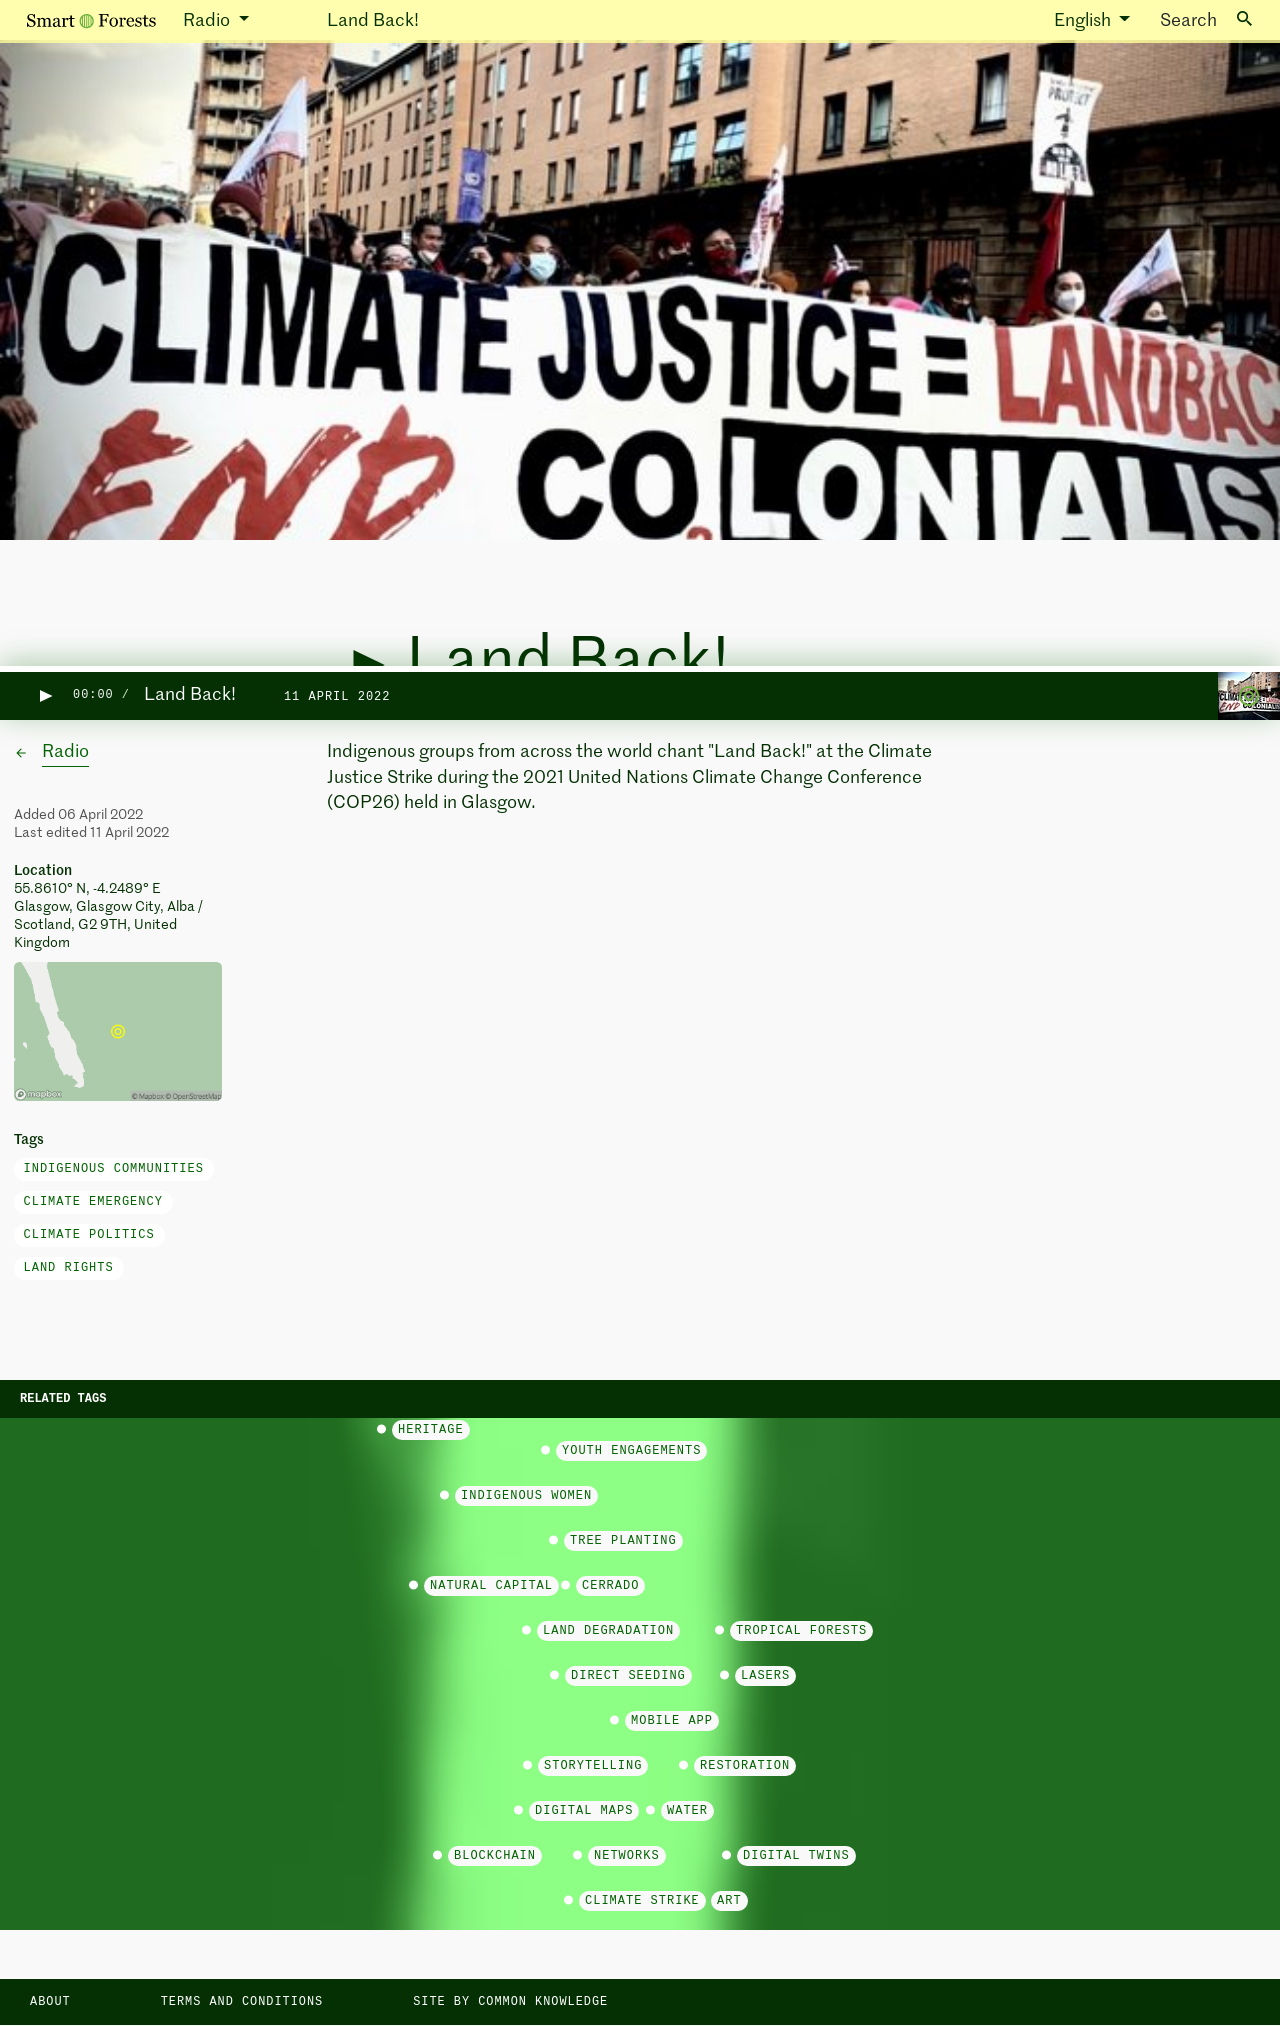 Smart Forests
Radio
Land Back!
English
Search
PROTECT
CLIMATE JUSTICE = LANDBAC
END COLONIALIS
▶ Land Back!
▶ 00:00 / Land Back! 11 APRIL 2022
← Radio
Indigenous groups from across the world chant "Land Back!" at the Climate
Justice Strike during the 2021 United Nations Climate Change Conference
(COP26) held in Glasgow.
Added 06 April 2022
Last edited 11 April 2022
Location
55.8610° N, -4.2489° E
Glasgow, Glasgow City, Alba /
Scotland, G2 9TH, United
Kingdom
mapbox
© Mapbox © OpenStreetMap
Tags
INDIGENOUS COMMUNITIES
CLIMATE EMERGENCY
CLIMATE POLITICS
LAND RIGHTS
RELATED TAGS
HERITAGE
YOUTH ENGAGEMENTS
INDIGENOUS WOMEN
TREE PLANTING
NATURAL CAPITAL
CERRADO
LAND DEGRADATION
TROPICAL FORESTS
DIRECT SEEDING
LASERS
MOBILE APP
STORYTELLING
RESTORATION
DIGITAL MAPS
WATER
BLOCKCHAIN
NETWORKS
DIGITAL TWINS
CLIMATE STRIKE
ART
ABOUT
TERMS AND CONDITIONS
SITE BY COMMON KNOWLEDGE